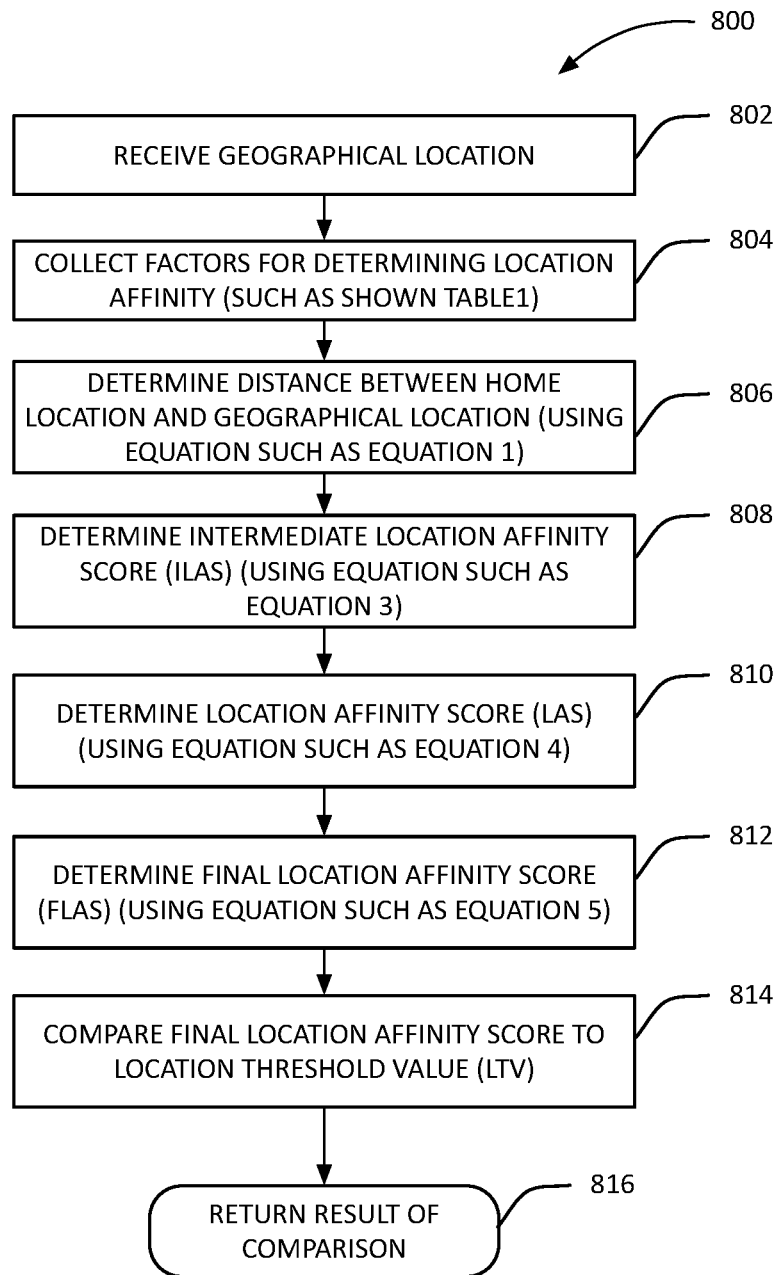 800
802
RECEIVE GEOGRAPHICAL LOCATION
804
COLLECT FACTORS FOR DETERMINING LOCATION
AFFINITY (SUCH AS SHOWN TABLE1)
806
DETERMINE DISTANCE BETWEEN HOME
LOCATION AND GEOGRAPHICAL LOCATION (USING
EQUATION SUCH AS EQUATION 1)
808
DETERMINE INTERMEDIATE LOCATION AFFINITY
SCORE (ILAS) (USING EQUATION SUCH AS
EQUATION 3)
810
DETERMINE LOCATION AFFINITY SCORE (LAS)
(USING EQUATION SUCH AS EQUATION 4)
812
DETERMINE FINAL LOCATION AFFINITY SCORE
(FLAS) (USING EQUATION SUCH AS EQUATION 5)
814
COMPARE FINAL LOCATION AFFINITY SCORE TO
LOCATION THRESHOLD VALUE (LTV)
816
RETURN RESULT OF
COMPARISON